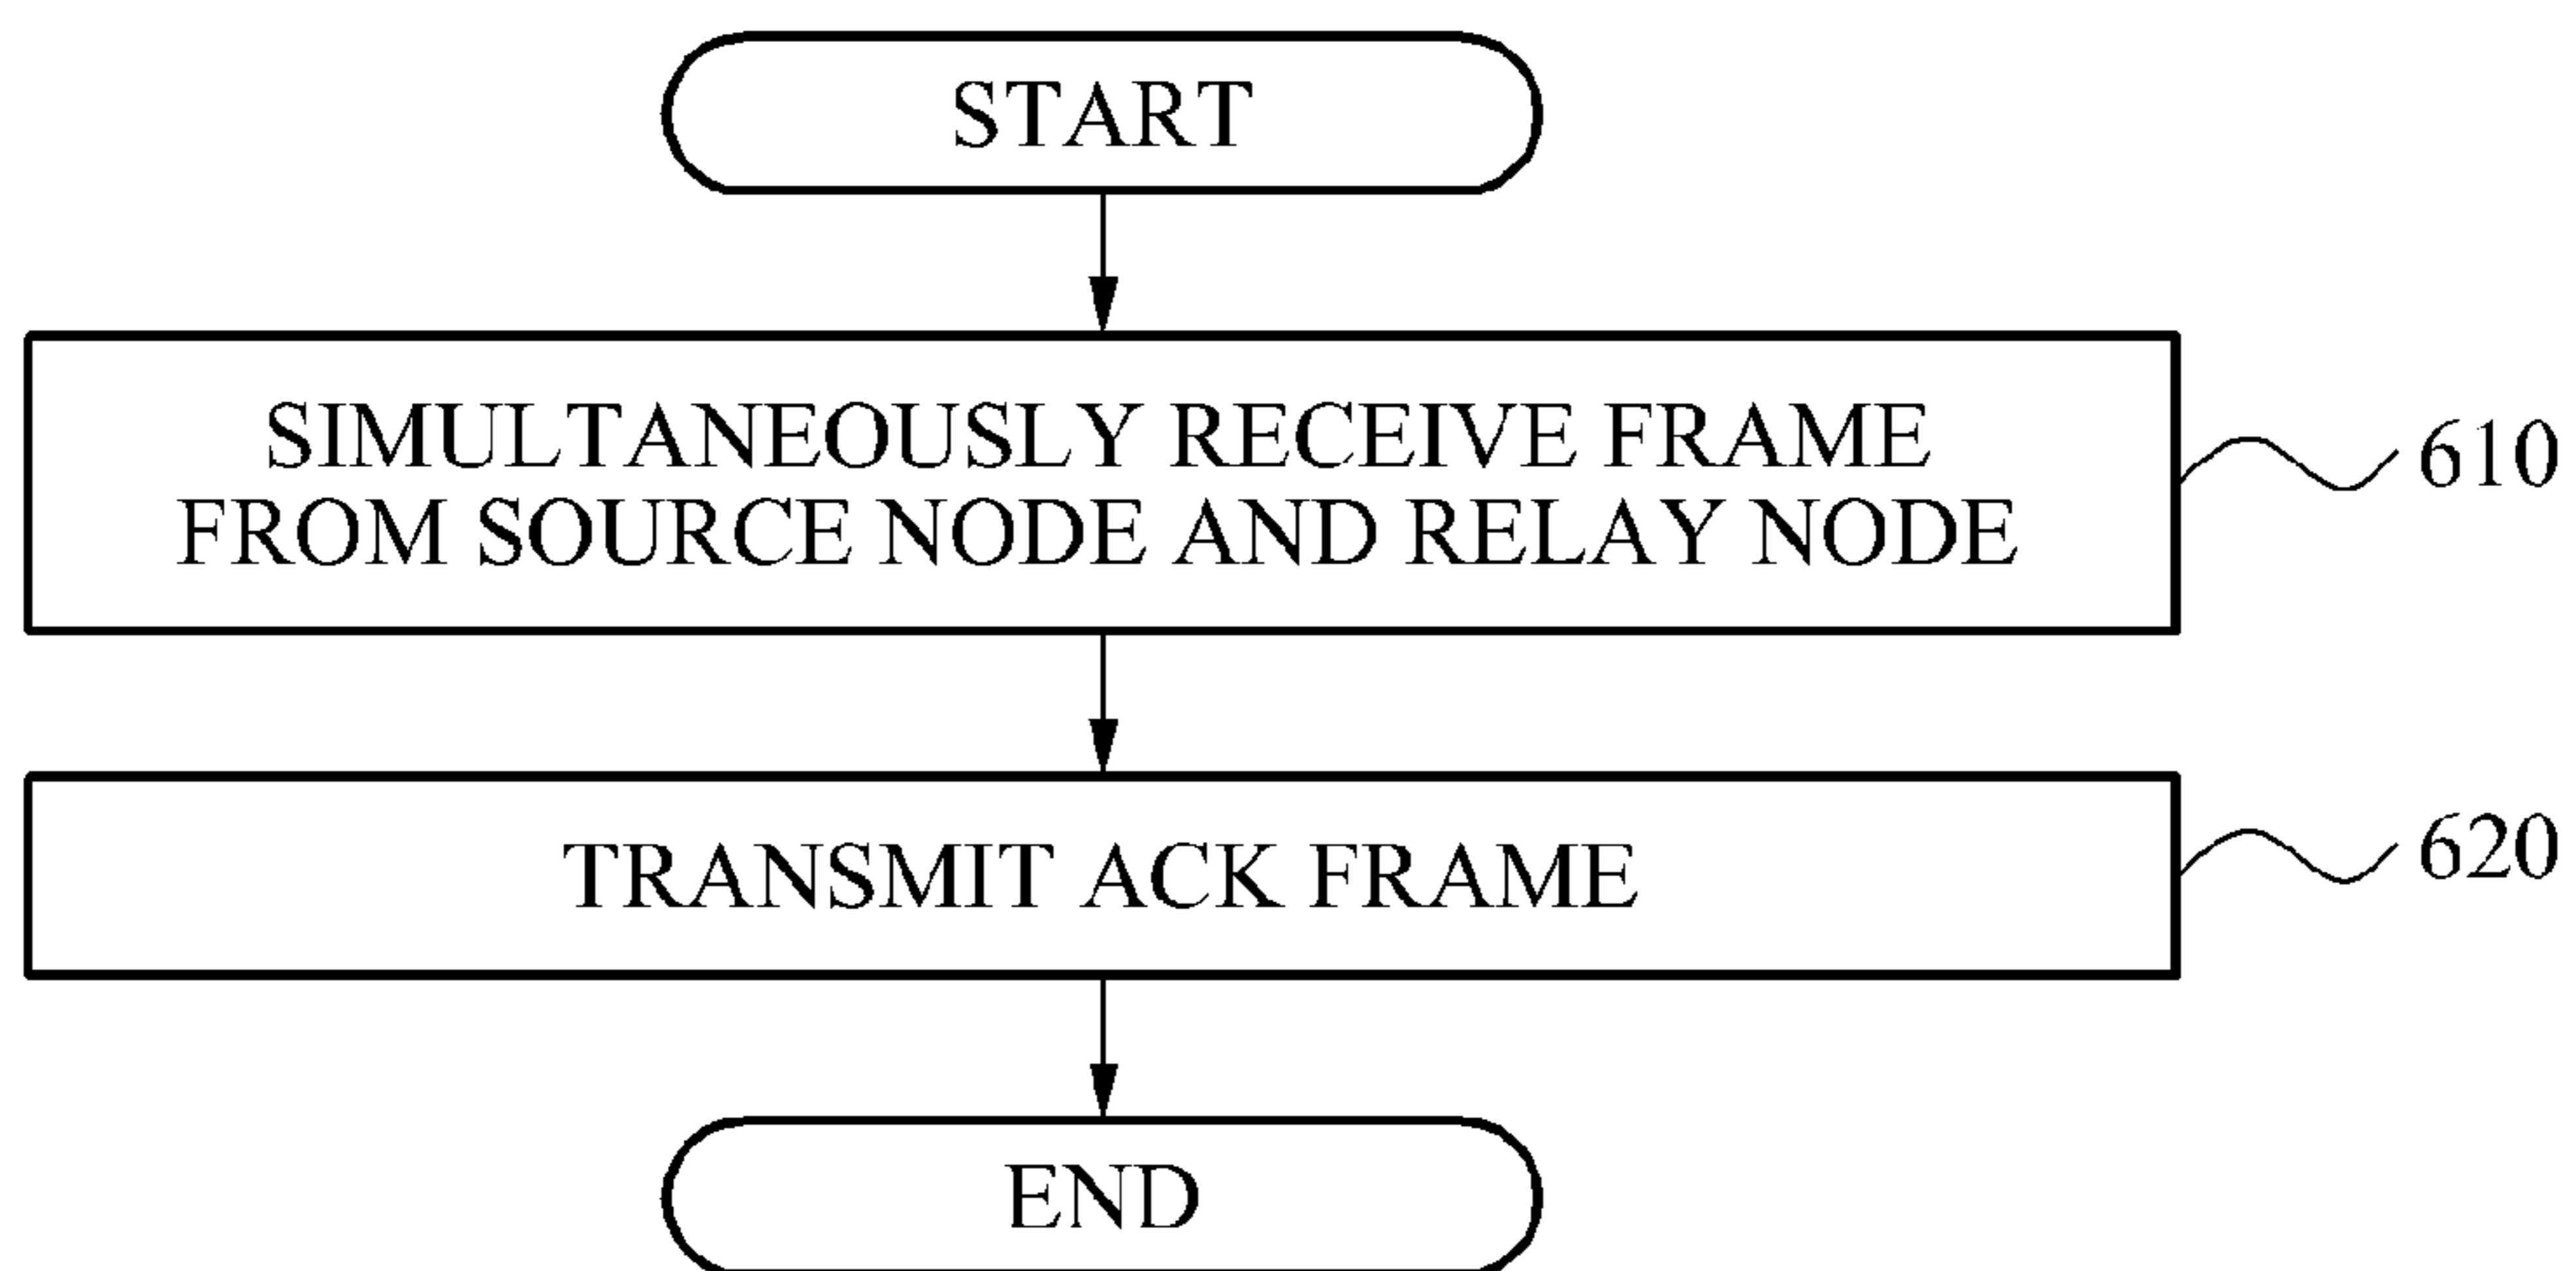 START
SIMULTANEOUSLY RECEIVE FRAME
FROM SOURCE NODE AND RELAY NODE
610
TRANSMIT ACK FRAME
620
END